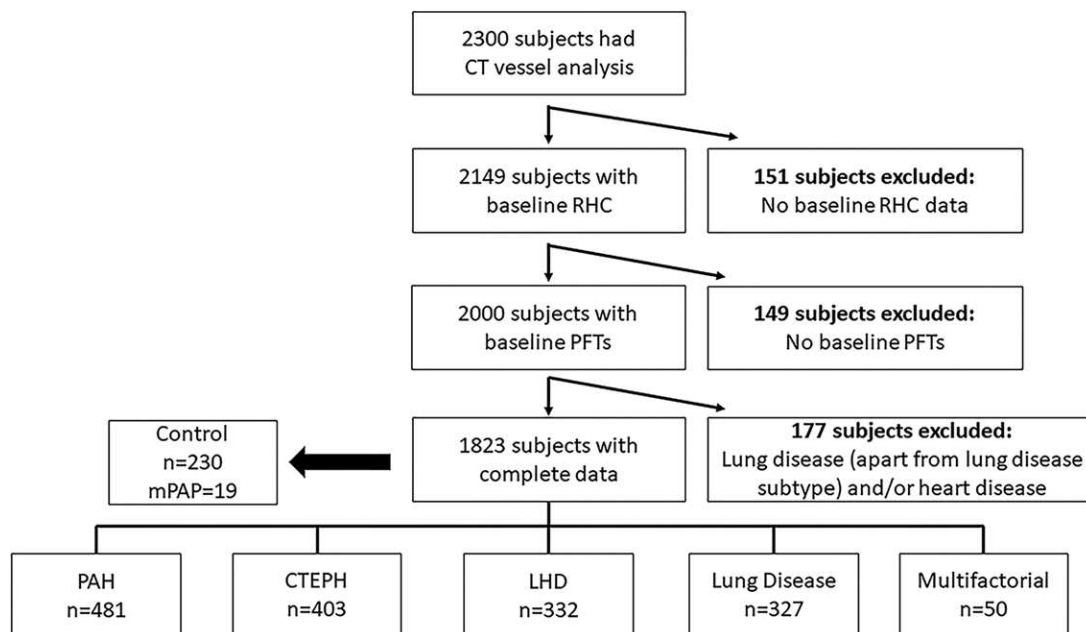 2300 subjects had
CT vessel analysis
2149 subjects with
baseline RHC
151 subjects excluded:
No baseline RHC data
2000 subjects with
baseline PFTs
149 subjects excluded:
No baseline PFTs
Control
n=230
mPAP=19
1823 subjects with
complete data
177 subjects excluded:
Lung disease (apart from lung disease
subtype) and/or heart disease
PAH
n=481
CTEPH
n=403
LHD
n=332
Lung Disease
n=327
Multifactorial
n=50